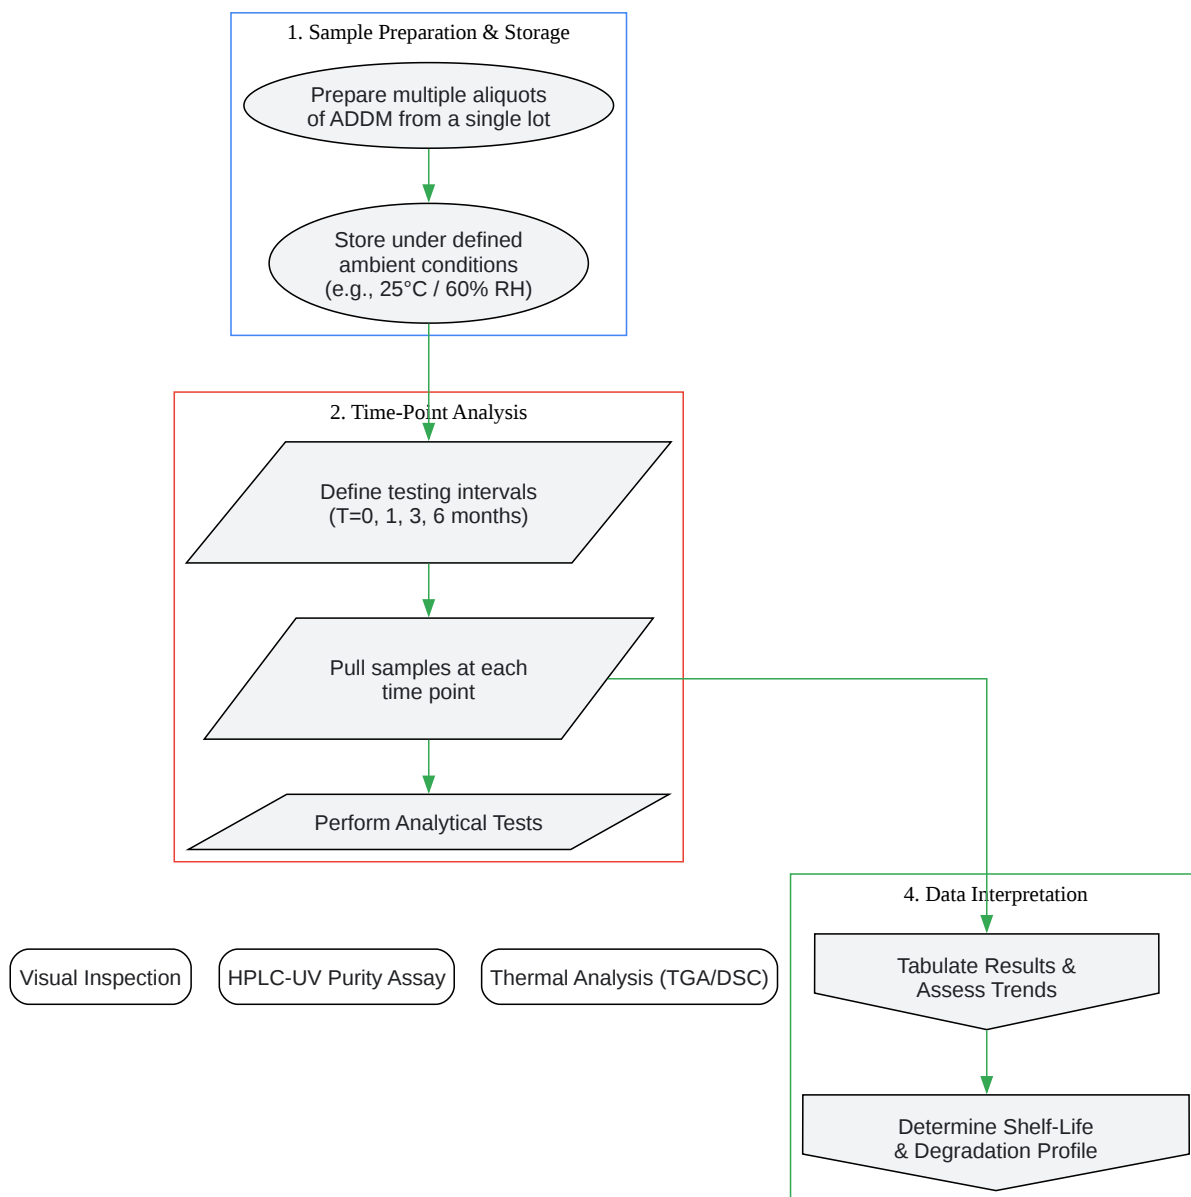 1. Sample Preparation & Storage
Prepare multiple aliquots
of ADDM from a single lot
Store under defined
ambient conditions
(e.g., 25°C / 60% RH)
2. Time-Point Analysis
Define testing intervals
(T=0, 1, 3, 6 months)
Pull samples at each
time point
Perform Analytical Tests
Visual Inspection
HPLC-UV Purity Assay
Thermal Analysis (TGA/DSC)
4. Data Interpretation
Tabulate Results &
Assess Trends
Determine Shelf-Life
& Degradation Profile